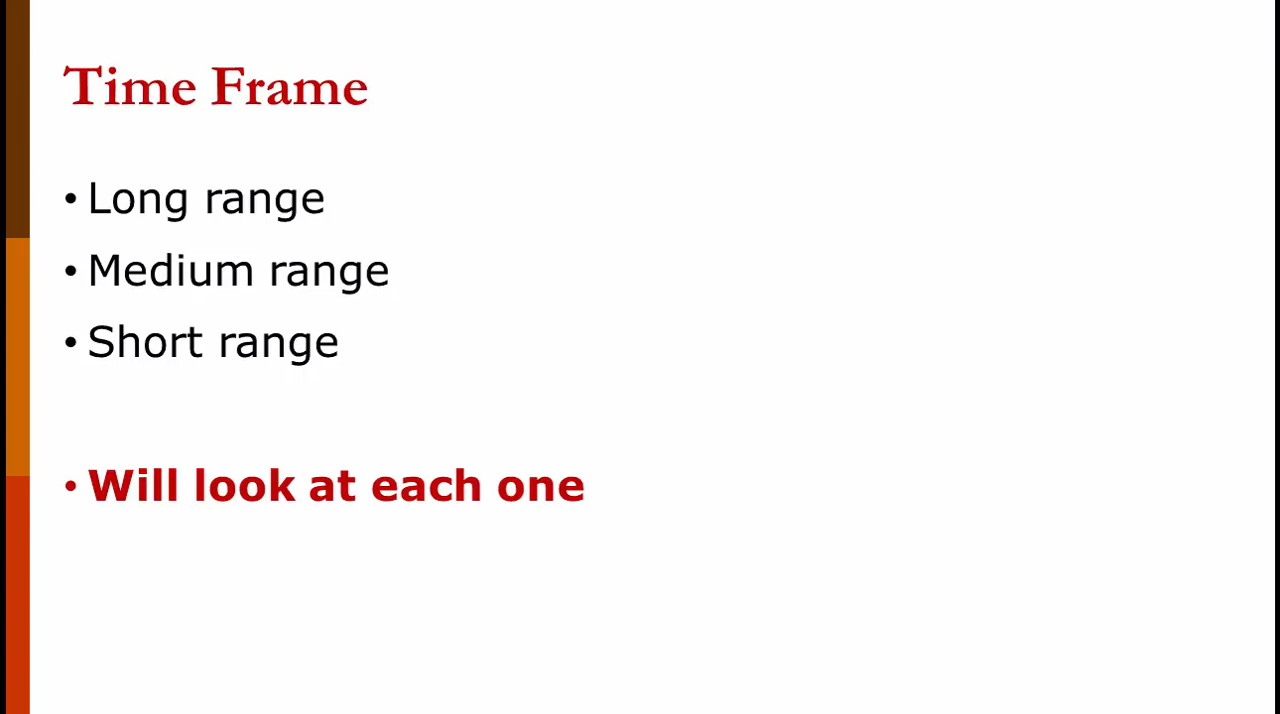 Time Frame
• Long range
• Medium range
• Short range
• Will look at each one